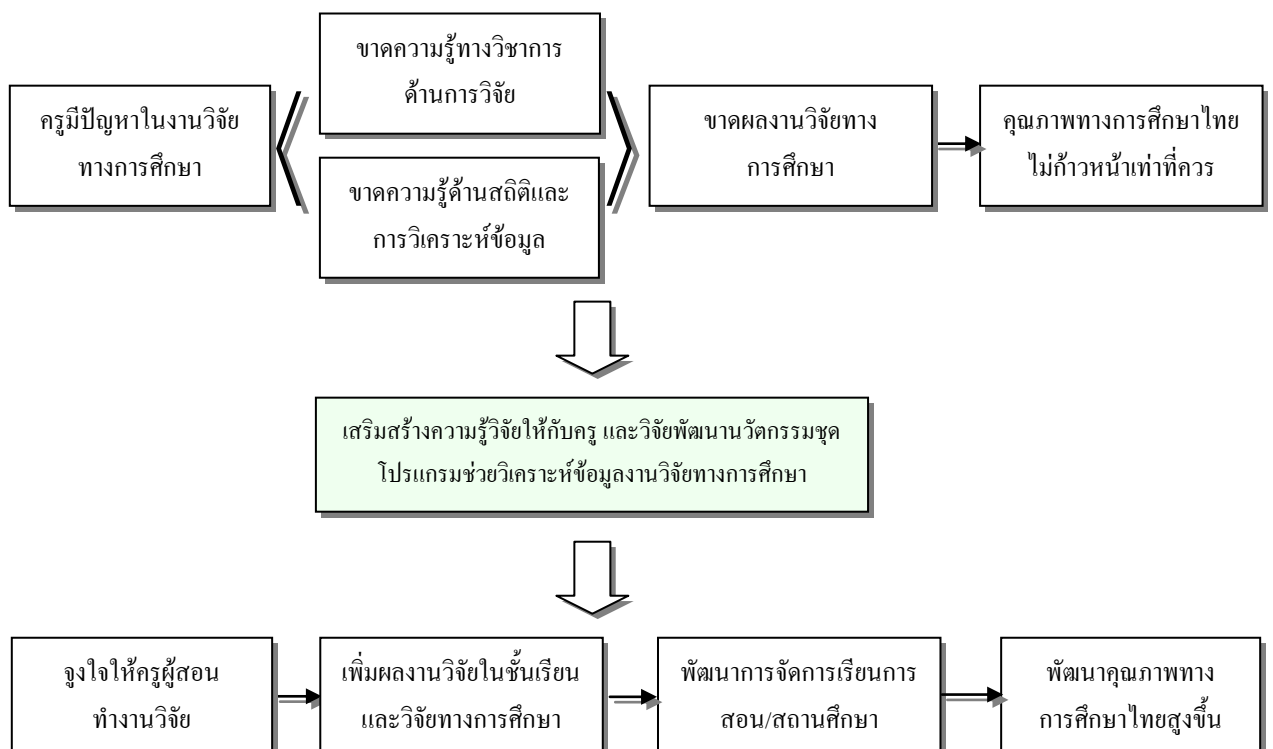 ครูมีปัญหาในงานวิจัย
ทางการศึกษา
ขาดความรู้ทางวิชาการ
ด้านการวิจัย
ขาดความรู้ด้านสถิติและ
การวิเคราะห์ข้อมูล
ขาดผลงานวิจัยทาง
การศึกษา
คุณภาพทางการศึกษาไทย
ไม่ก้าวหน้าเท่าที่ควร
เสริมสร้างความรู้วิจัยให้กับครู และวิจัยพัฒนานวัตกรรมชุด
โปรแกรมช่วยวิเคราะห์ข้อมูลงานวิจัยทางการศึกษา
จูงใจให้ครูผู้สอน
ทำงานวิจัย
เพิ่มผลงานวิจัยในชั้นเรียน
และวิจัยทางการศึกษา
พัฒนาการจัดการเรียนการ
สอน/สถานศึกษา
พัฒนาคุณภาพทาง
การศึกษาไทยสูงขึ้น